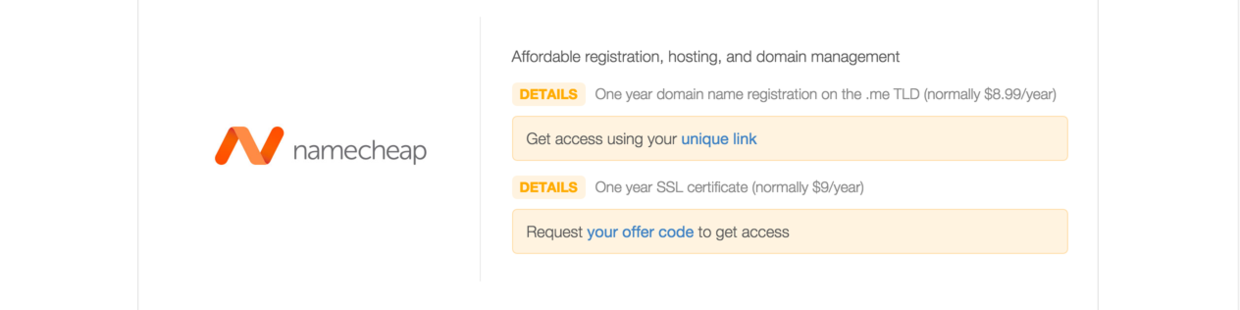 namecheap
Affordable registration, hosting, and domain management
DETAILS One year domain name registration on the .me TLD (normally $8.99/year)
Get access using your unique link
DETAILS One year SSL certificate (normally $9/year)
Request your offer code to get access